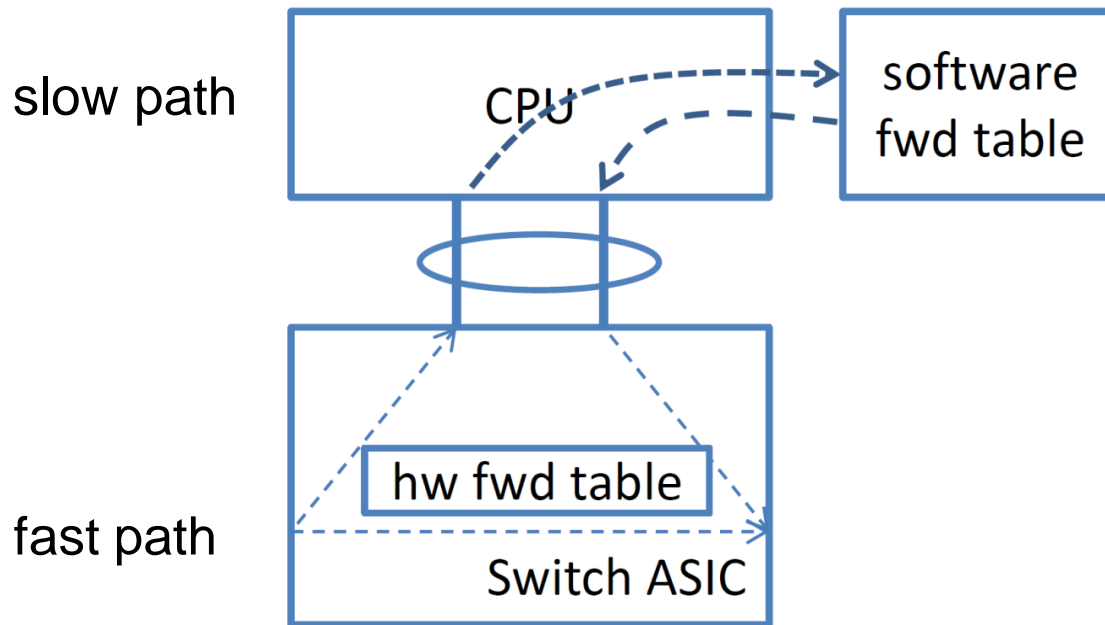 slow path
CPU
software
fwd table
hw fwd table
fast path
Switch ASIC